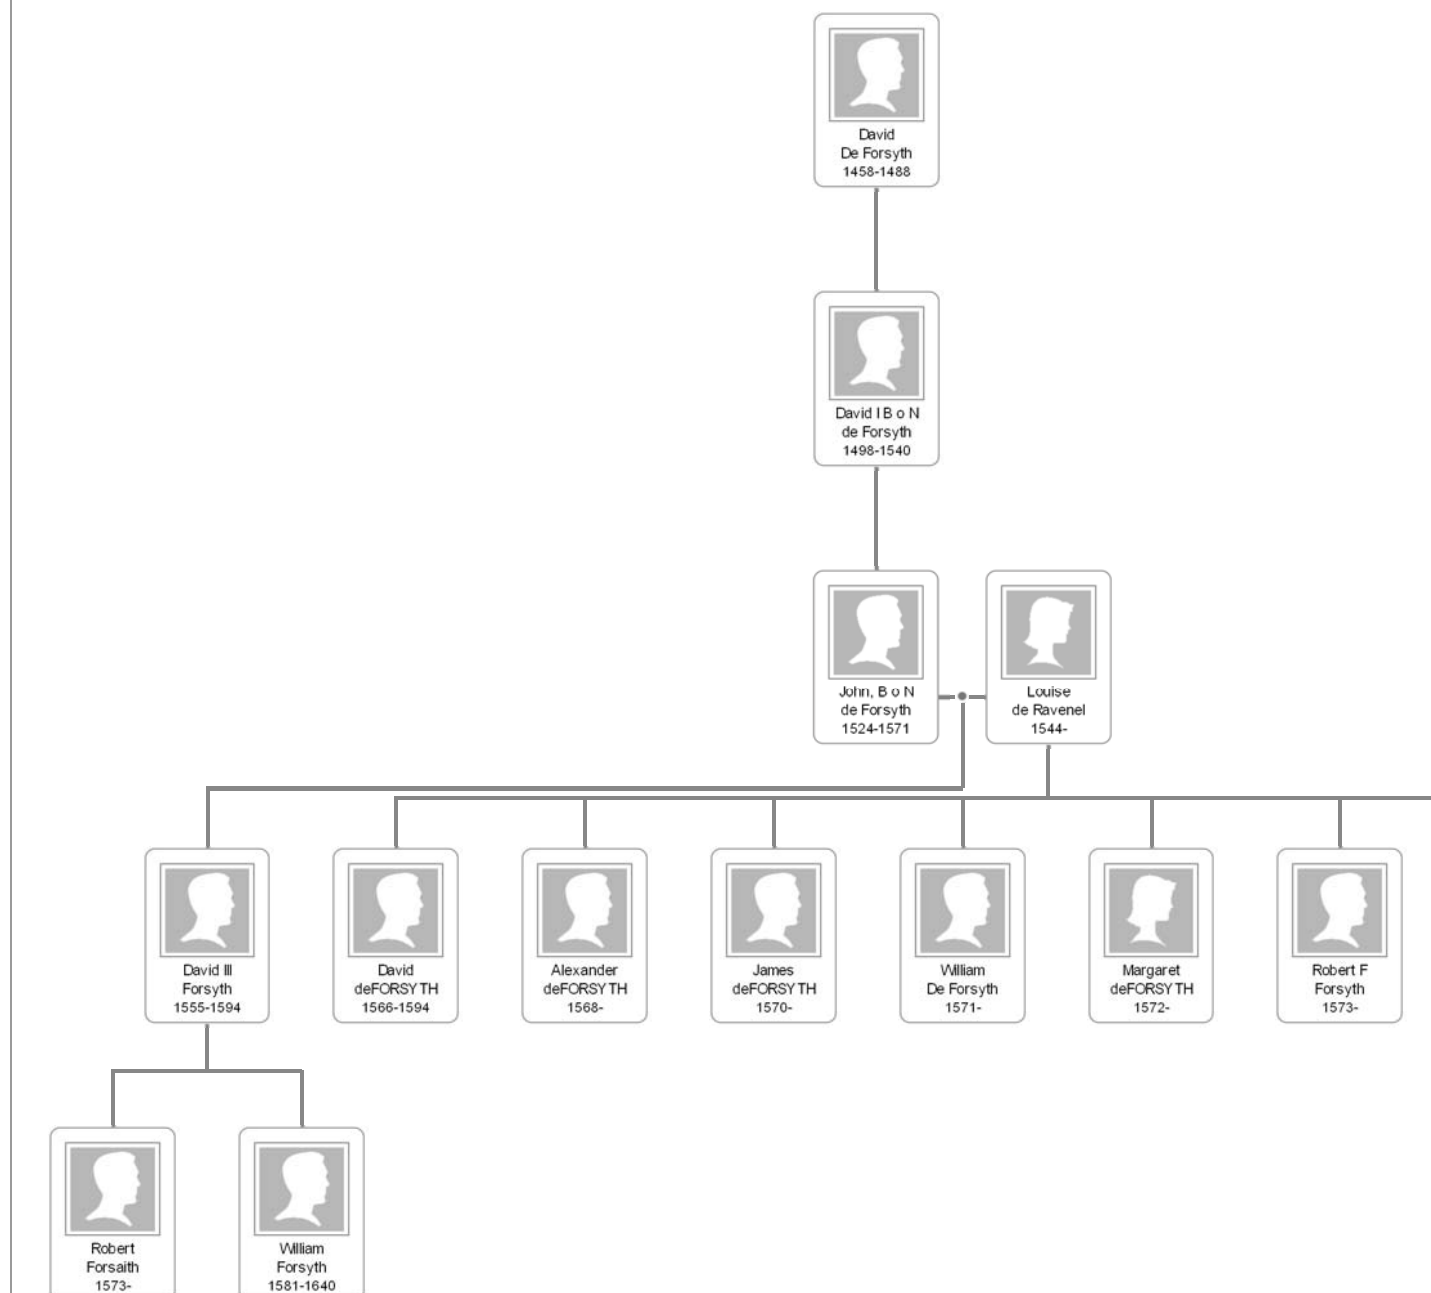 David
De Forsyth
1458-1488
David I B o N
de Forsyth
1498-1540
John, B o N
de Forsyth
1524-1571
Louise
de Ravenel
1544-
David III
Forsyth
1555-1594
David
deFORSYTH
1566-1594
Alexander
deFORSYTH
1568-
James
deFORSYTH
1570-
William
De Forsyth
1571-
Margaret
deFORSYTH
1572-
Robert F
Forsyth
1573-
Robert
Forsaith
1573-
William
Forsyth
1581-1640